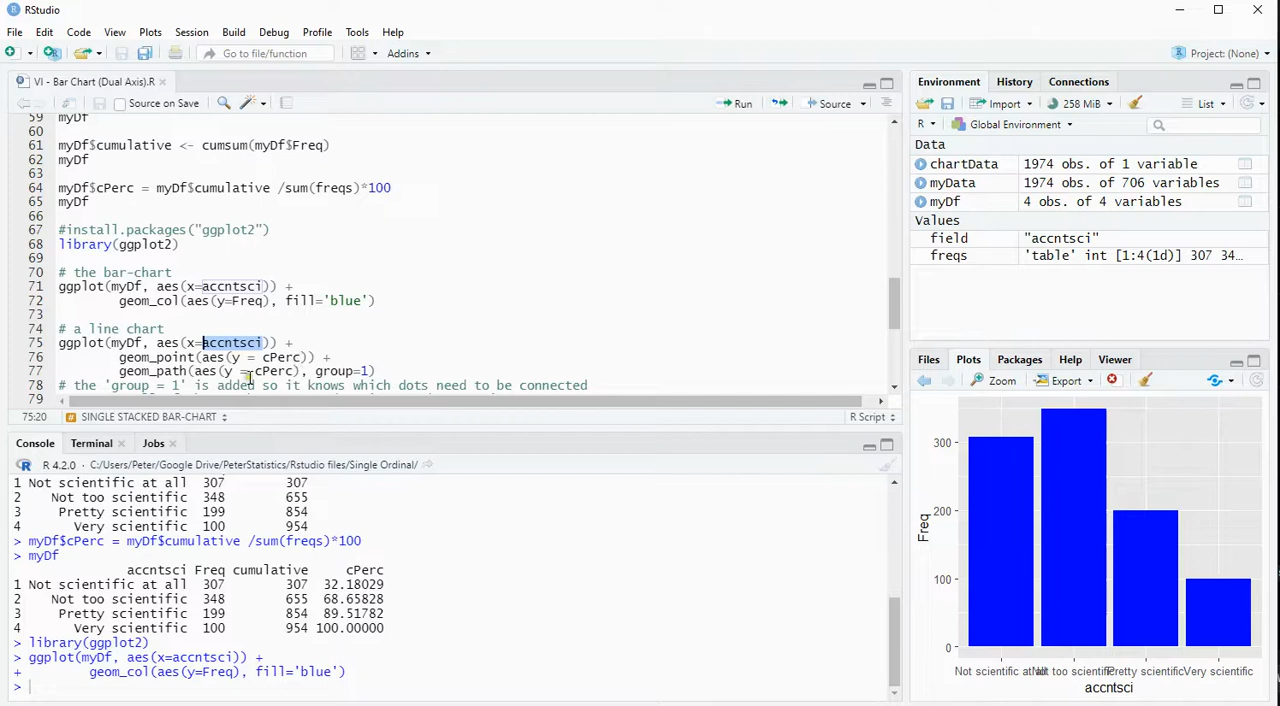 RStudio
File Edit Code View Plots Session Build Debug Profile Tools Help
Go to file/function Addins Project: (None)
VI - Bar Chart (Dual Axis).R
Source on Save Run Source
59 myDf
60
61 myDf$cumulative <- cumsum(myDf$Freq)
62 myDf
63
64 myDf$cPerc = myDf$cumulative /sum(freqs)*100
65 myDf
66
67 #install.packages("ggplot2")
68 library(ggplot2)
69
70 # the bar-chart
71 ggplot(myDf, aes(x=accntsci)) +
72 geom_col(aes(y=Freq), fill='blue')
73
74 # a line chart
75 ggplot(myDf, aes(x=accntsci)) +
76 geom_point(aes(y = cPerc)) +
77 geom_path(aes(y = cPerc), group=1)
78 # the 'group = 1' is added so it knows which dots need to be connected
79
75:20 SINGLE STACKED BAR-CHART R Script
Console Terminal Jobs
R 4.2.0 · C:/Users/Peter/Google Drive/PeterStatistics/Rstudio files/Single Ordinal/
1 Not scientific at all 307 307
2 Not too scientific 348 655
3 Pretty scientific 199 854
4 Very scientific 100 954
> myDf$cPerc = myDf$cumulative /sum(freqs)*100
> myDf
accntsci Freq cumulative cPerc
1 Not scientific at all 307 307 32.18029
2 Not too scientific 348 655 68.65828
3 Pretty scientific 199 854 89.51782
4 Very scientific 100 954 100.00000
> library(ggplot2)
> ggplot(myDf, aes(x=accntsci)) +
+ geom_col(aes(y=Freq), fill='blue')
>
Environment History Connections
Import 258 MiB List
R Global Environment
Data
chartData 1974 obs. of 1 variable
myData 1974 obs. of 706 variables
myDf 4 obs. of 4 variables
Values
field "accntsci"
freqs 'table' int [1:4(1d)] 307 34…
Files Plots Packages Help Viewer
Zoom Export
300
200
100
0
Freq
Not scientific at all Not too scientific Pretty scientific Very scientific
accntsci